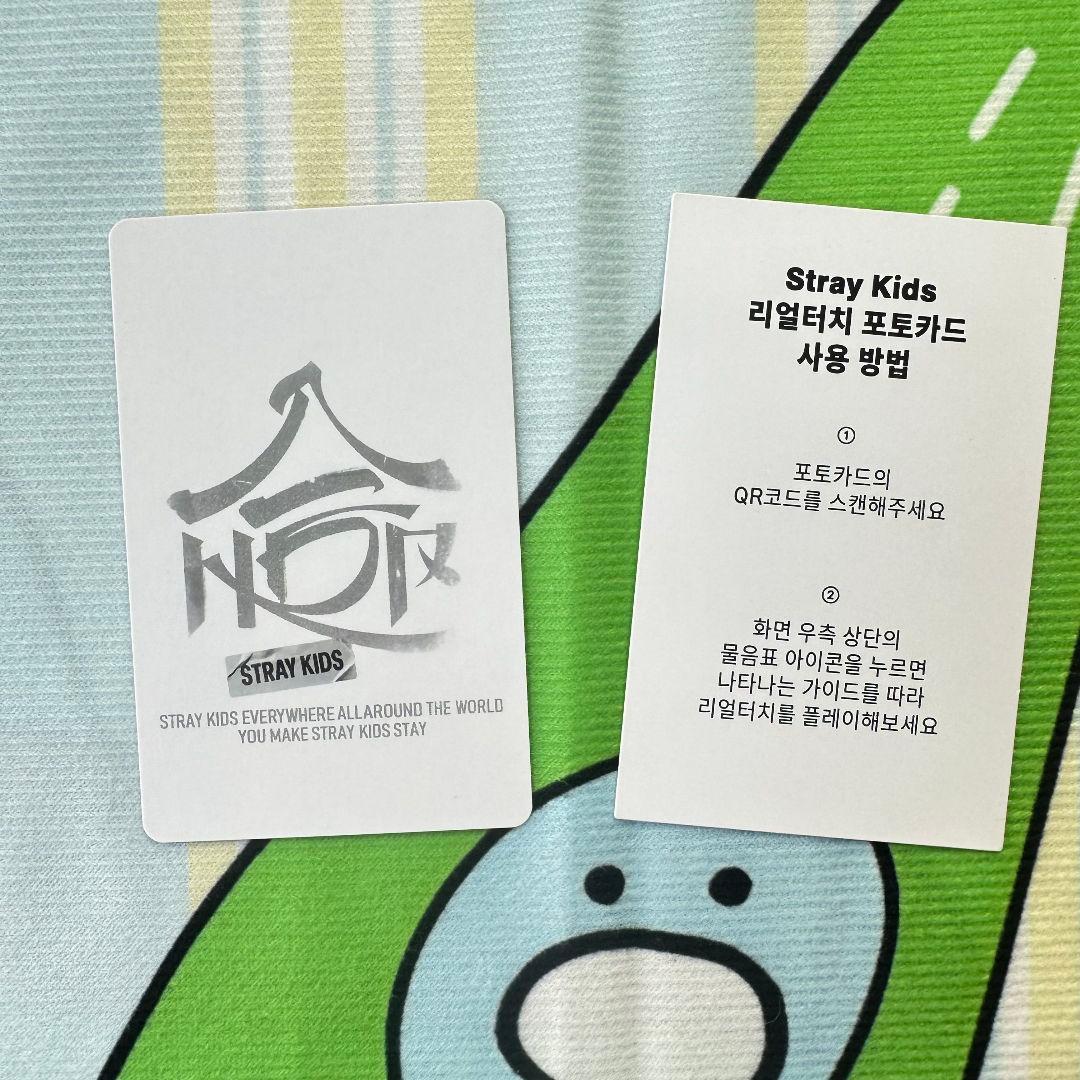 STRAY KIDS
STRAY KIDS EVERYWHERE ALL AROUND THE WORLD
YOU MAKE STRAY KIDS STAY
Stray Kids
리얼터치 포토카드
사용 방법
①
포토카드의
QR코드를 스캔해주세요
②
화면 우측 상단의
물음표 아이콘을 누르면
나타나는 가이드를 따라
리얼터치를 플레이해보세요